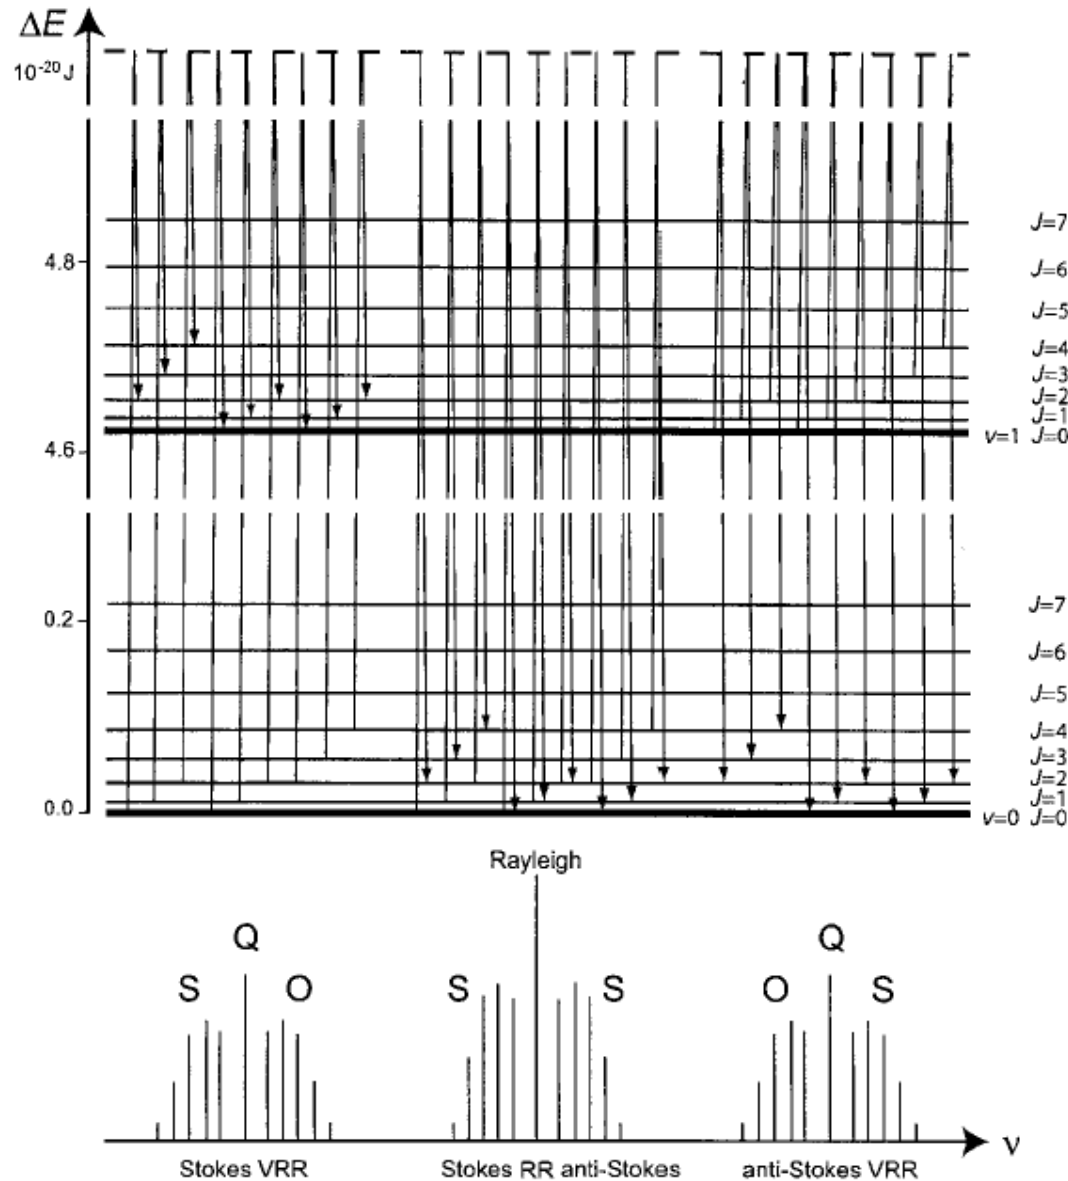 ΔE
10⁻²⁰J
J=7
4.8
J=6
J=5
J=4
J=3
J=2
J=1
v=1 J=0
4.6
J=7
0.2
J=6
J=5
J=4
J=3
J=2
J=1
0.0
v=0 J=0
Rayleigh
Q Q
S O S S O S
ν
Stokes VRR Stokes RR anti-Stokes anti-Stokes VRR